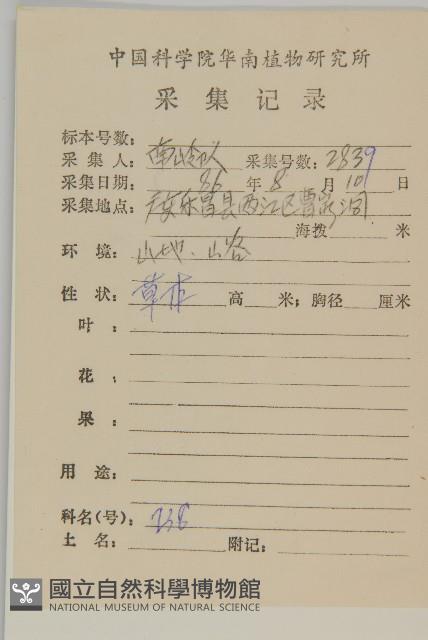 中国科学院华南植物研究所
采集记录
标本号数:
采集人: 南岭队 采集号数: 2839
采集日期: 86 年 8 月 10 日
采集地点: 广东乐昌县两江区曹家洞
海拨 米
环境: 山地、山谷
性状: 草本 高 米; 胸径 厘米
叶:
花:
果:
用途:
科名(号): 238
土名: 附记:
國立自然科學博物館
NATIONAL MUSEUM OF NATURAL SCIENCE